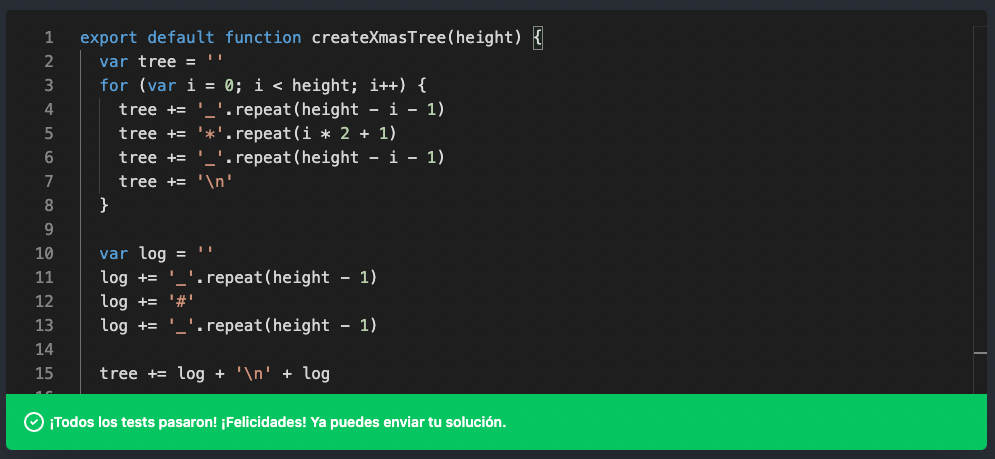 1 export default function createXmasTree(height) {
2 var tree = ''
3 for (var i = 0; i < height; i++) {
4 tree += '_'.repeat(height - i - 1)
5 tree += '*'.repeat(i * 2 + 1)
6 tree += '_'.repeat(height - i - 1)
7 tree += '\n'
8 }
9
10 var log = ''
11 log += '_'.repeat(height - 1)
12 log += '#'
13 log += '_'.repeat(height - 1)
14
15 tree += log + '\n' + log
¡Todos los tests pasaron! ¡Felicidades! Ya puedes enviar tu solución.